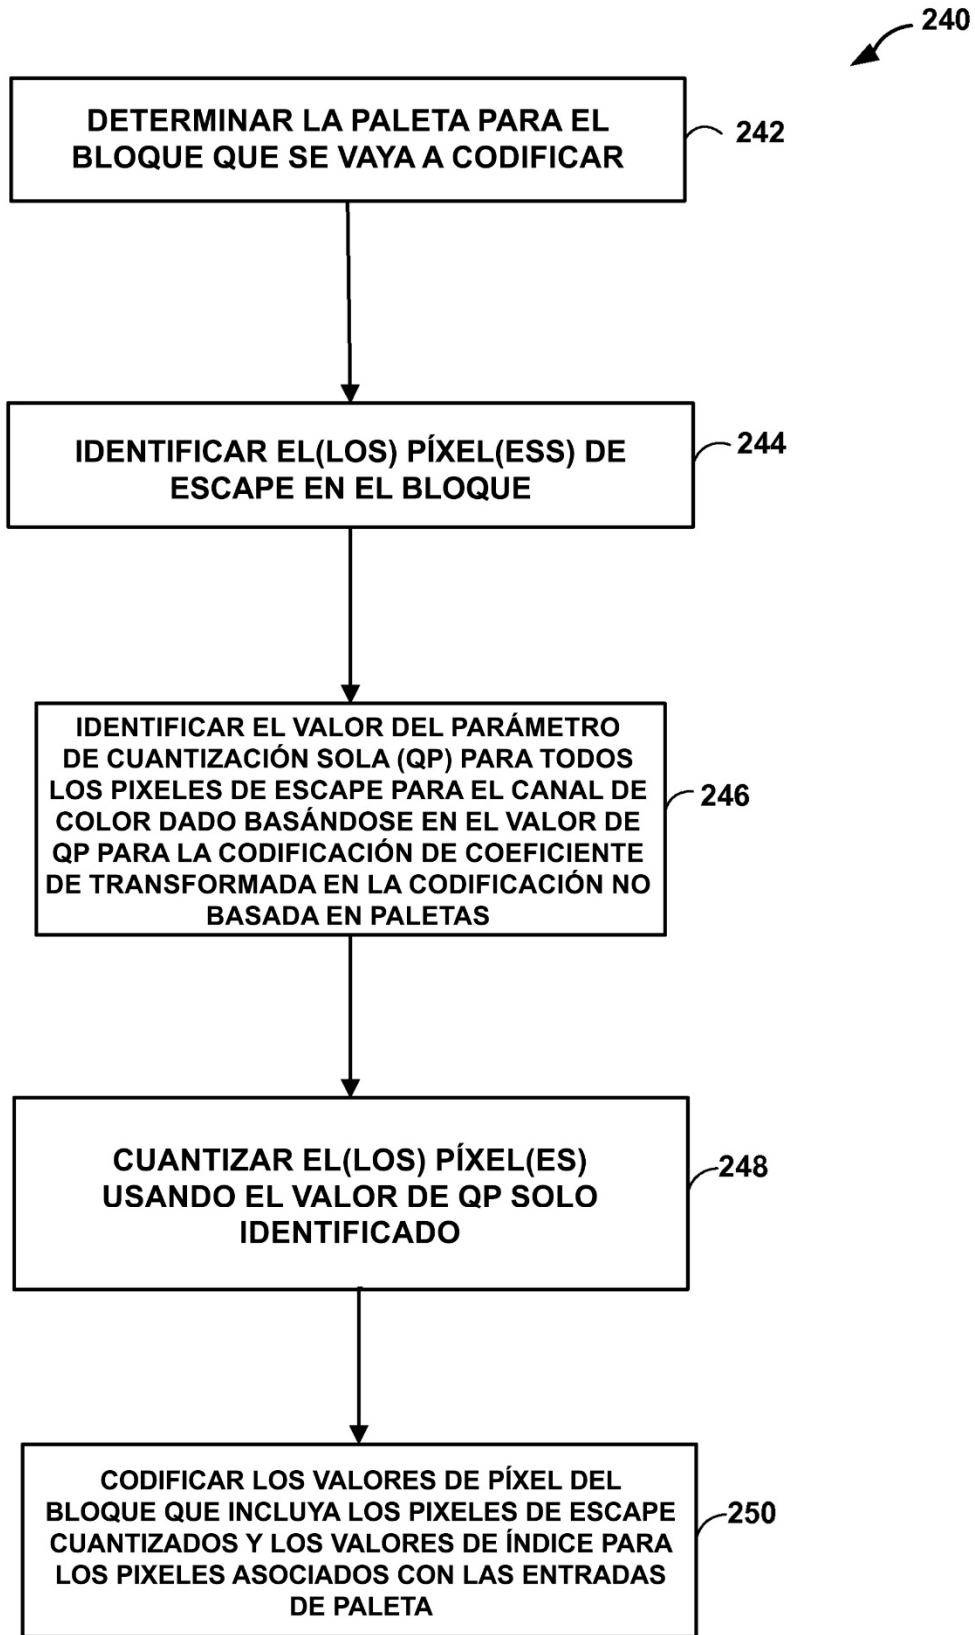 240
DETERMINAR LA PALETA PARA EL
BLOQUE QUE SE VAYA A CODIFICAR
242
IDENTIFICAR EL(LOS) PÍXEL(ESS) DE
ESCAPE EN EL BLOQUE
244
IDENTIFICAR EL VALOR DEL PARÁMETRO
DE CUANTIZACIÓN SOLA (QP) PARA TODOS
LOS PIXELES DE ESCAPE PARA EL CANAL DE
COLOR DADO BASÁNDOSE EN EL VALOR DE
QP PARA LA CODIFICACIÓN DE COEFICIENTE
DE TRANSFORMADA EN LA CODIFICACIÓN NO
BASADA EN PALETAS
246
CUANTIZAR EL(LOS) PÍXEL(ES)
USANDO EL VALOR DE QP SOLO
IDENTIFICADO
248
CODIFICAR LOS VALORES DE PÍXEL DEL
BLOQUE QUE INCLUYA LOS PIXELES DE ESCAPE
CUANTIZADOS Y LOS VALORES DE ÍNDICE PARA
LOS PIXELES ASOCIADOS CON LAS ENTRADAS
DE PALETA
250